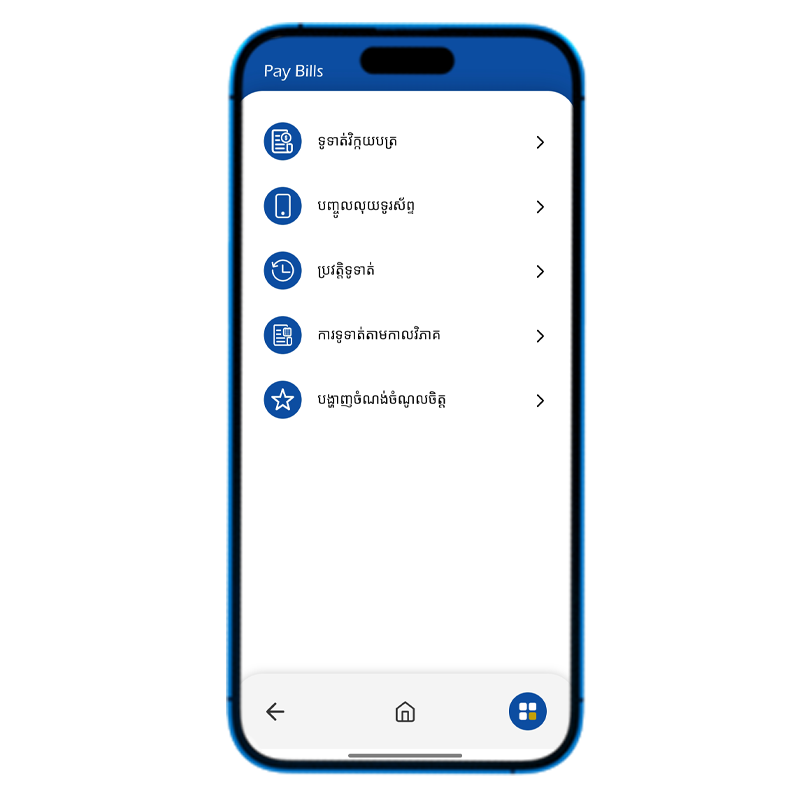 Pay Bills
ទូទាត់វិក្កយបត្រ
បញ្ចូលលុយទូរស័ព្ទ
ប្រវត្តិទូទាត់
ការទូទាត់តាមកាលវិភាគ
បង្ហាញចំណង់ចំណូលចិត្ត